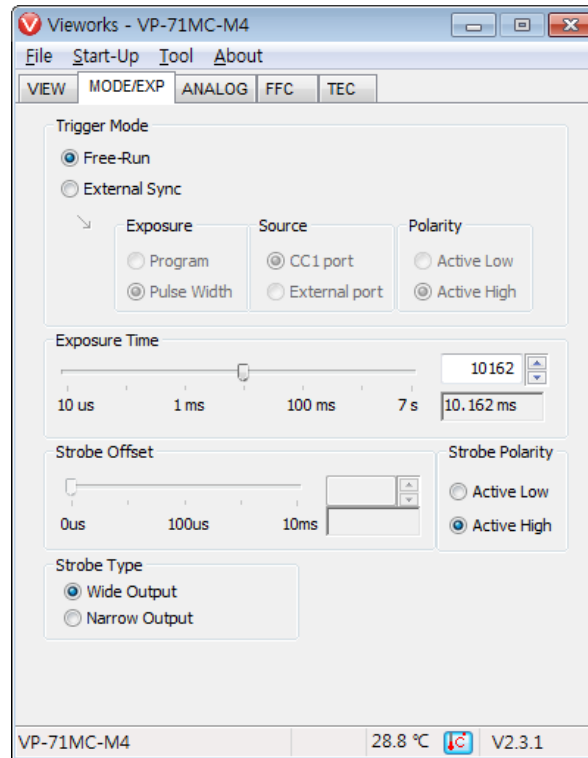 Vieworks - VP-71MC-M4
File Start-Up Tool About
VIEW MODE/EXP ANALOG FFC TEC
Trigger Mode
Free-Run
External Sync
Exposure Source Polarity
Program CC1 port Active Low
Pulse Width External port Active High
Exposure Time
10162
10 us 1 ms 100 ms 7 s 10.162 ms
Strobe Offset Strobe Polarity
Active Low
0us 100us 10ms Active High
Strobe Type
Wide Output
Narrow Output
VP-71MC-M4 28.8 ℃ C V2.3.1